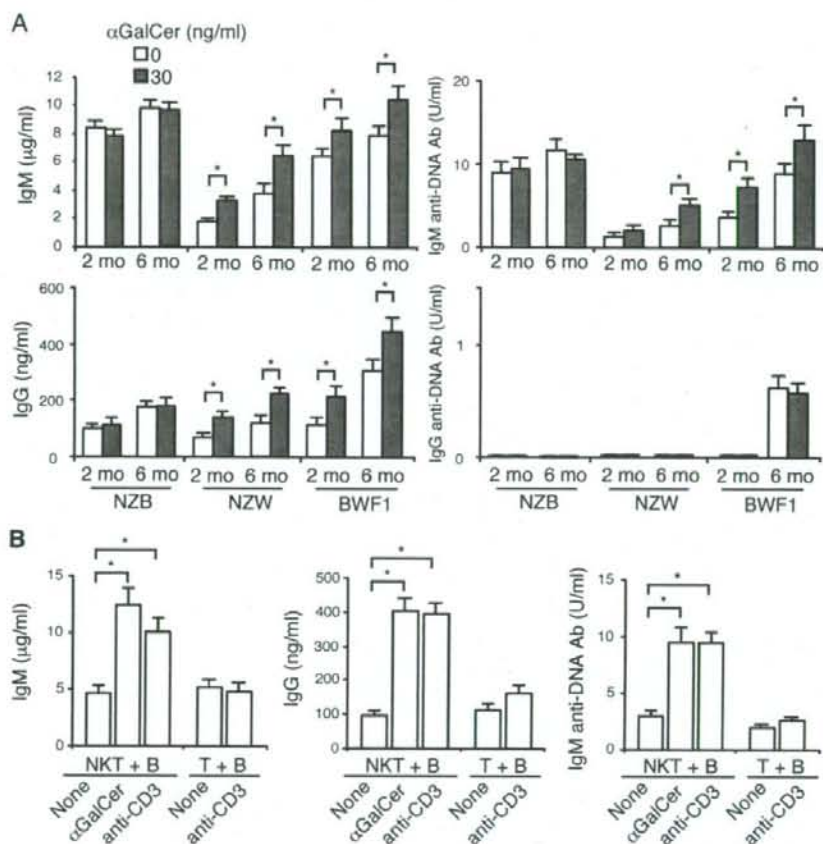 A
αGalCer (ng/ml)
0
30
IgM (µg/ml)
12
10
8
6
4
2
0
* * * *
2 mo 6 mo 2 mo 6 mo 2 mo 6 mo
IgM anti-DNA Ab (U/ml)
20
10
0
* * *
2 mo 6 mo 2 mo 6 mo 2 mo 6 mo
IgG (ng/ml)
600
400
200
0
* * * *
2 mo 6 mo 2 mo 6 mo 2 mo 6 mo
NZB NZW BWF1
IgG anti-DNA Ab (U/ml)
1
0
2 mo 6 mo 2 mo 6 mo 2 mo 6 mo
NZB NZW BWF1
B
IgM (µg/ml)
15
10
5
0
*
*
NKT + B T + B
None αGalCer anti-CD3 None anti-CD3
IgG (ng/ml)
500
400
300
200
100
0
*
*
NKT + B T + B
None αGalCer anti-CD3 None anti-CD3
IgM anti-DNA Ab (U/ml)
15
10
5
0
*
*
NKT + B T + B
None αGalCer anti-CD3 None anti-CD3